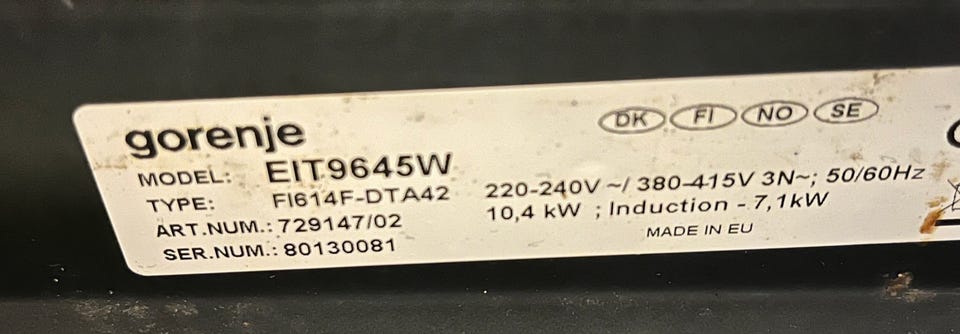 gorenje
DK FI NO SE
MODEL: EIT9645W
TYPE: FI614F-DTA42
220-240V ~/ 380-415V 3N~; 50/60Hz
ART.NUM.: 729147/02
10,4 kW ; Induction - 7,1kW
SER.NUM.: 80130081
MADE IN EU